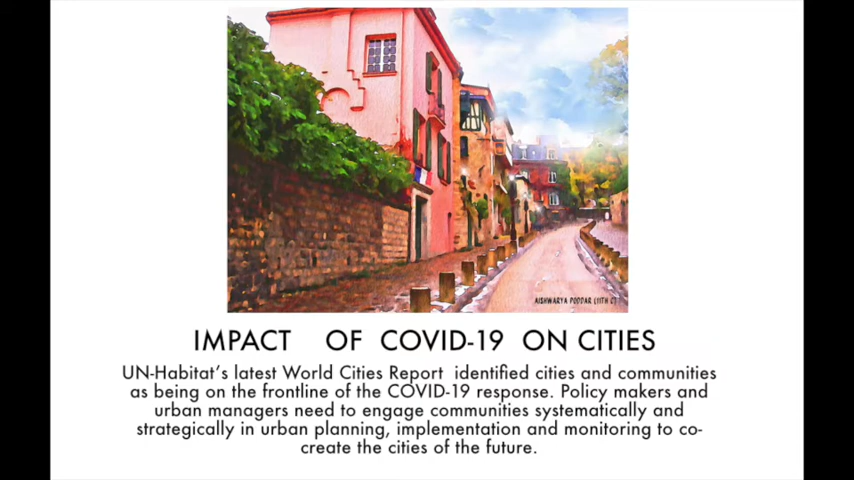 AISHWARYA PODDAR (11TH C)
IMPACT OF COVID-19 ON CITIES
UN-Habitat's latest World Cities Report identified cities and communities
as being on the frontline of the COVID-19 response. Policy makers and
urban managers need to engage communities systematically and
strategically in urban planning, implementation and monitoring to co-
create the cities of the future.